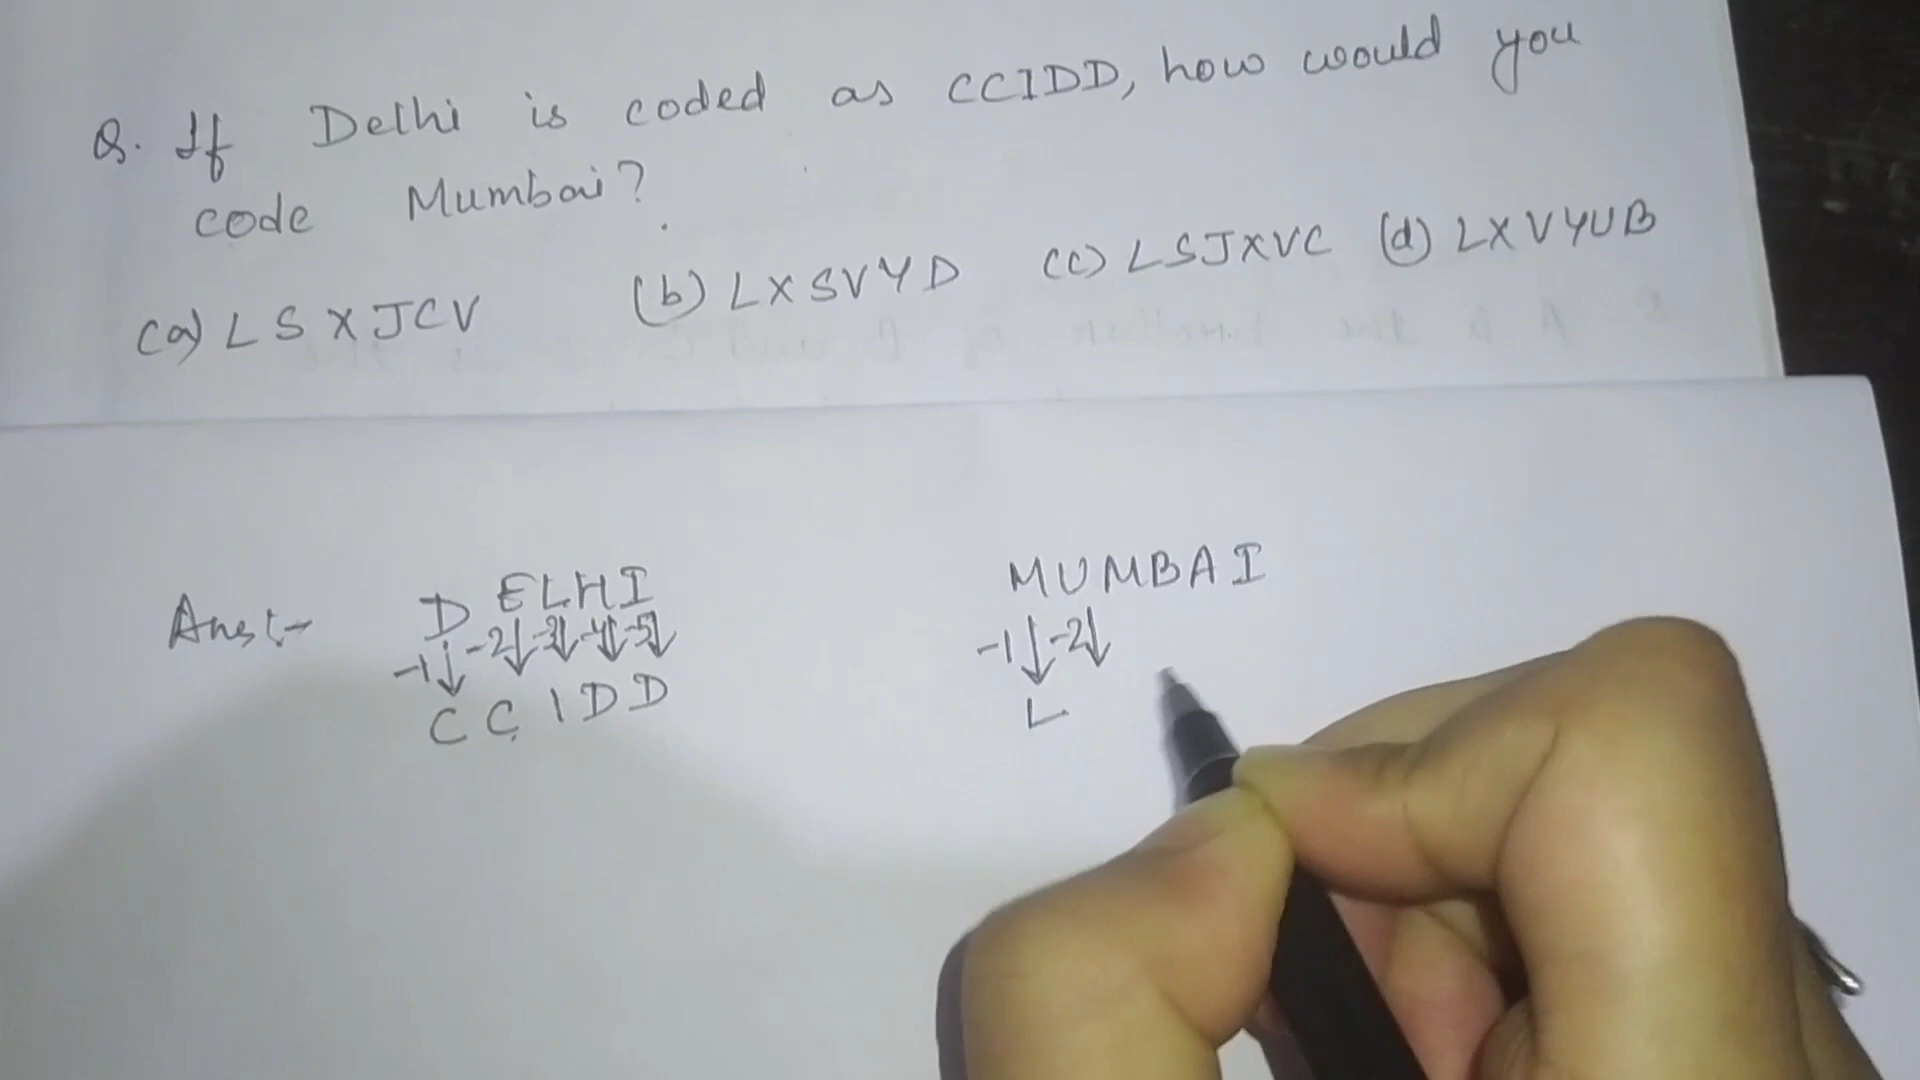 Q. If Delhi is coded as CCIDD, how would you
code Mumbai?
(a) LSXJCV (b) LXSVYD (c) LSJXVC (d) LXVYUB
Ans:- DELHI MUMBAI
-1 -2 -3 -4 -5 -1 -2
CCIDD L